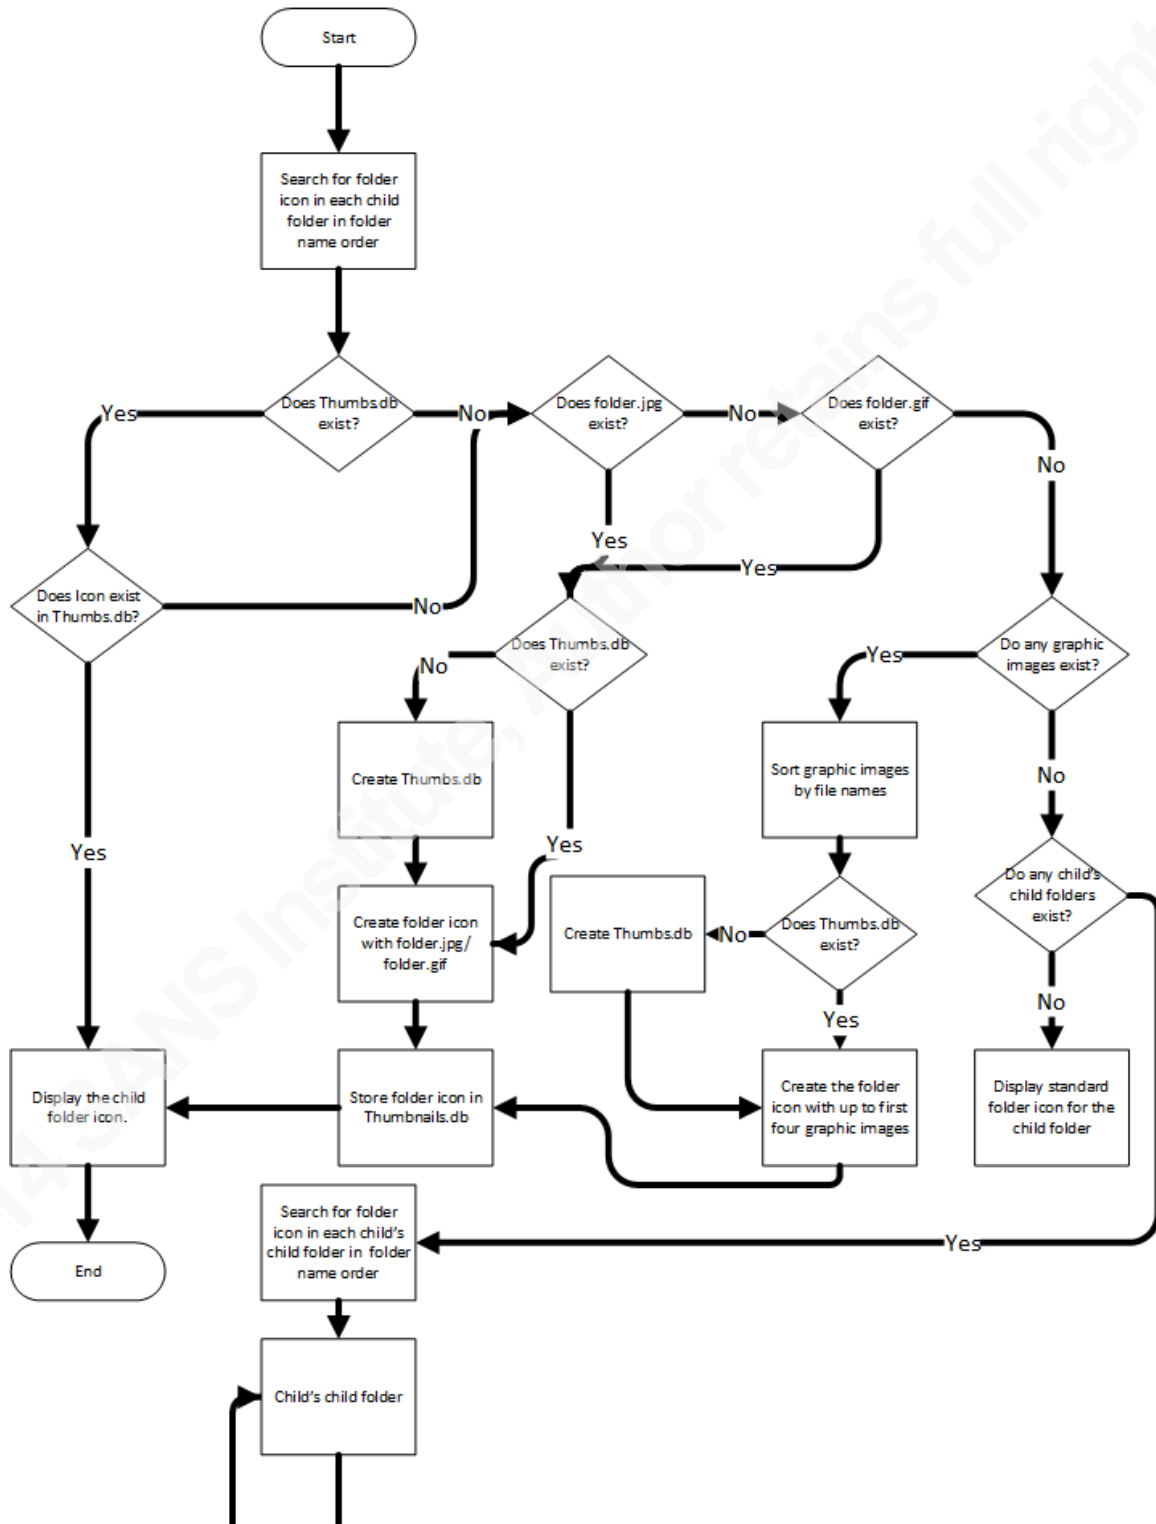 Start
Search for folder
icon in each child
folder in folder
name order
Does Thumbs.db
exist?
Yes
No
Does folder.jpg
exist?
No
Does folder.gif
exist?
No
Yes
Yes
Does Icon exist
in Thumbs.db?
No
Does Thumbs.db
exist?
No
Yes
Do any graphic
images exist?
Yes
No
Create Thumbs.db
Sort graphic images
by file names
Yes
Do any child's
child folders
exist?
Create folder icon
with folder.jpg/
folder.gif
Create Thumbs.db
No
Does Thumbs.db
exist?
Yes
No
Display the child
folder icon.
Store folder icon in
Thumbnails.db
Create the folder
icon with up to first
four graphic images
Display standard
folder icon for the
child folder
Yes
Search for folder
icon in each child's
child folder in folder
name order
End
Child's child folder
14 SANS Institute, Author retains full right